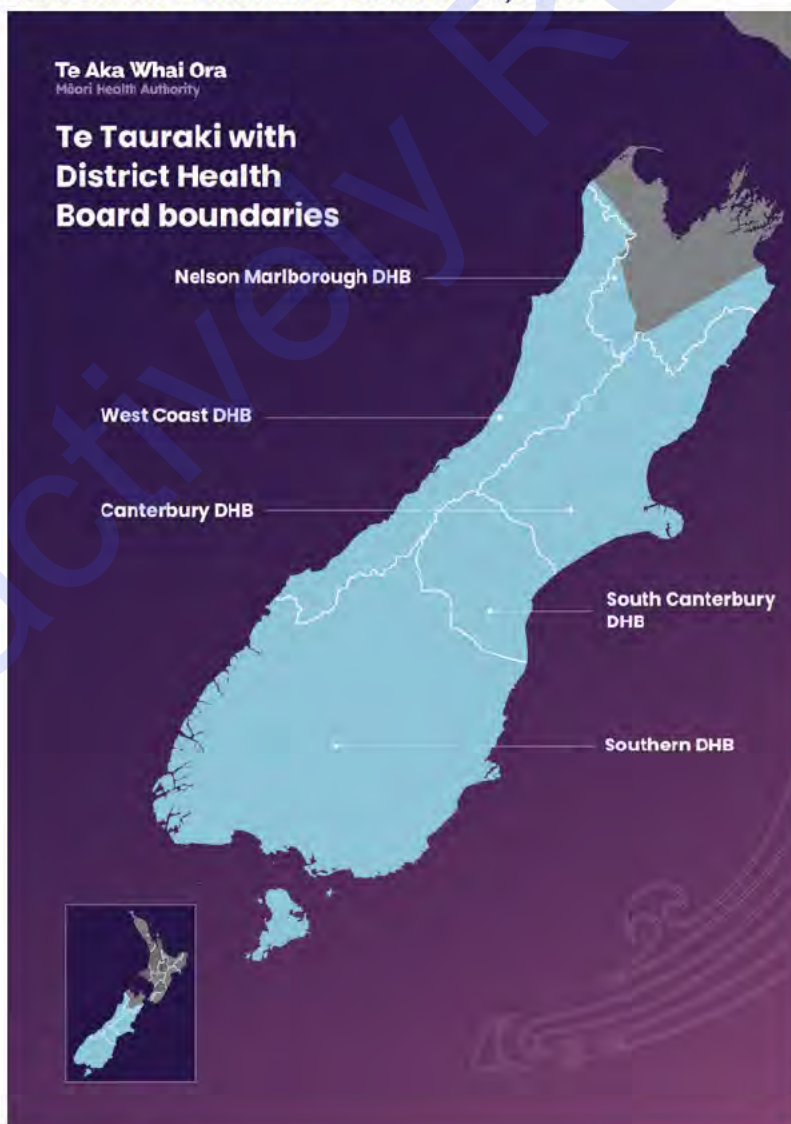 Te Aka Whai Ora
Māori Health Authority
Te Tauraki with
District Health
Board boundaries
Nelson Marlborough DHB
West Coast DHB
Canterbury DHB
South Canterbury
DHB
Southern DHB